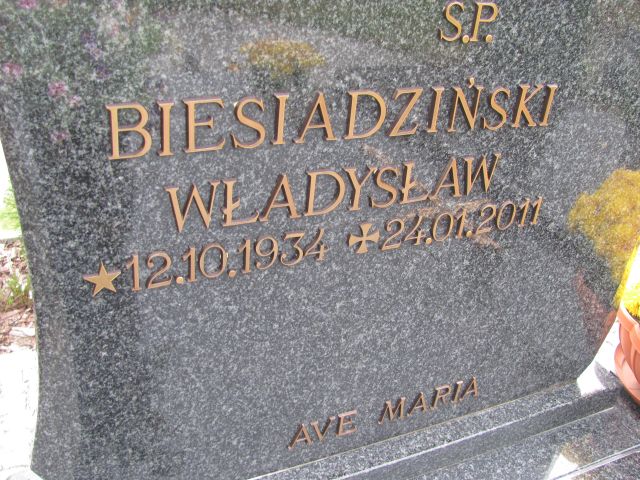 Ś.P.
BIESIADZIŃSKI
WŁADYSŁAW
12.10.1934 24.01.2011
AVE MARIA